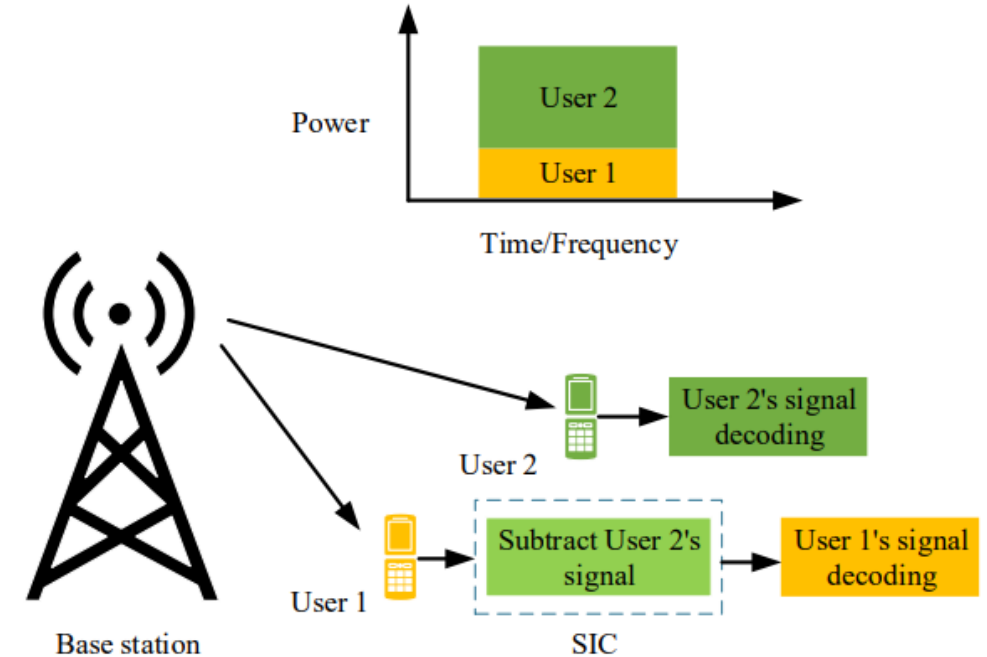 User 2
Power
User 1
Time/Frequency
User 2's signal
decoding
User 2
Subtract User 2's
signal
User 1's signal
decoding
User 1
Base station
SIC